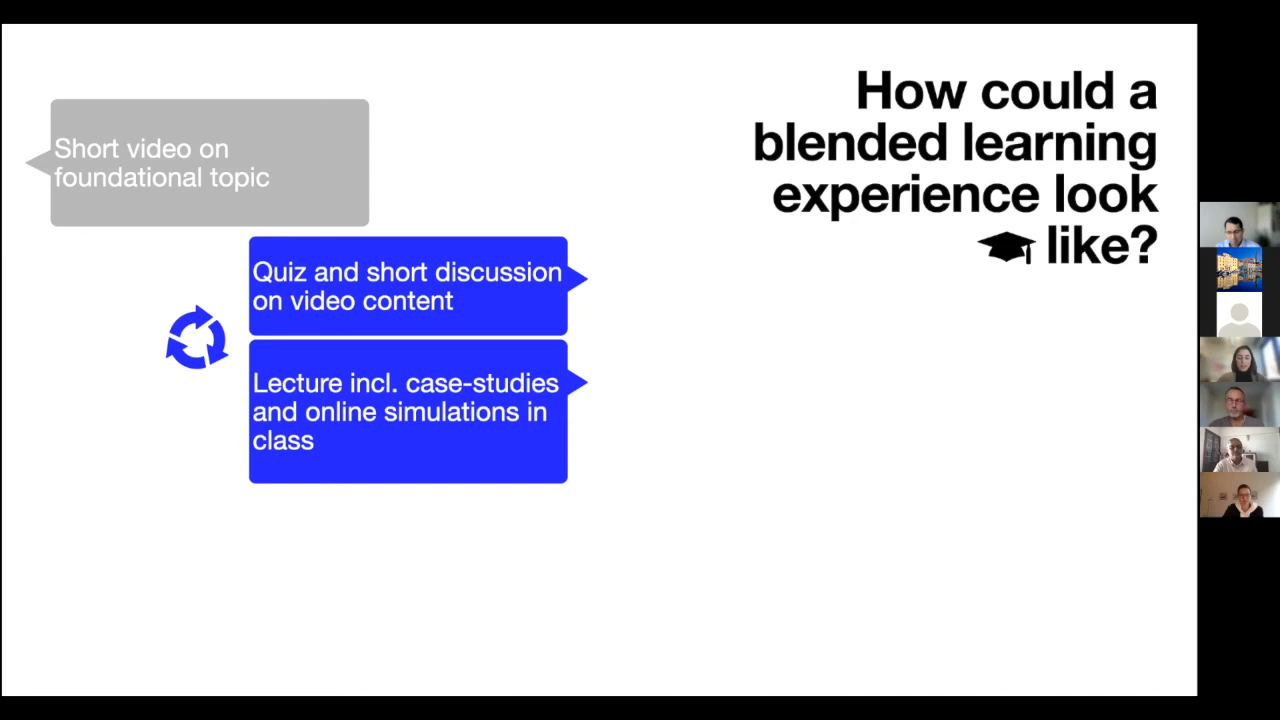 How could a
blended learning
experience look
like?
Short video on
foundational topic
Quiz and short discussion
on video content
Lecture incl. case-studies
and online simulations in
class